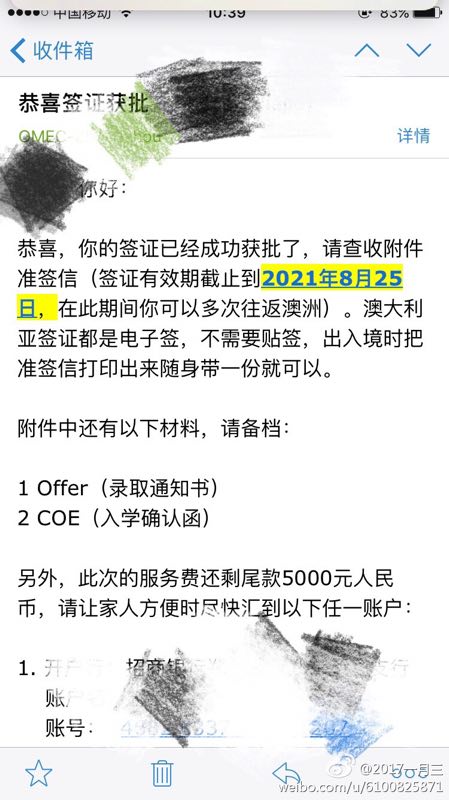 中国移动
10:39
83%
收件箱
恭喜签证获批
详情
你好：
恭喜，你的签证已经成功获批了，请查收附件
准签信（签证有效期截止到2021年8月25
日，在此期间你可以多次往返澳洲）。澳大利
亚签证都是电子签，不需要贴签，出入境时把
准签信打印出来随身带一份就可以。
附件中还有以下材料，请备档：
1 Offer（录取通知书）
2 COE（入学确认函）
另外，此次的服务费还剩尾款5000元人民
币，请让家人方便时尽快汇到以下任一账户：
1. 开户行：招商银行
支行
账户
账号：
@2017一月三
weibo.com/u/6100825871